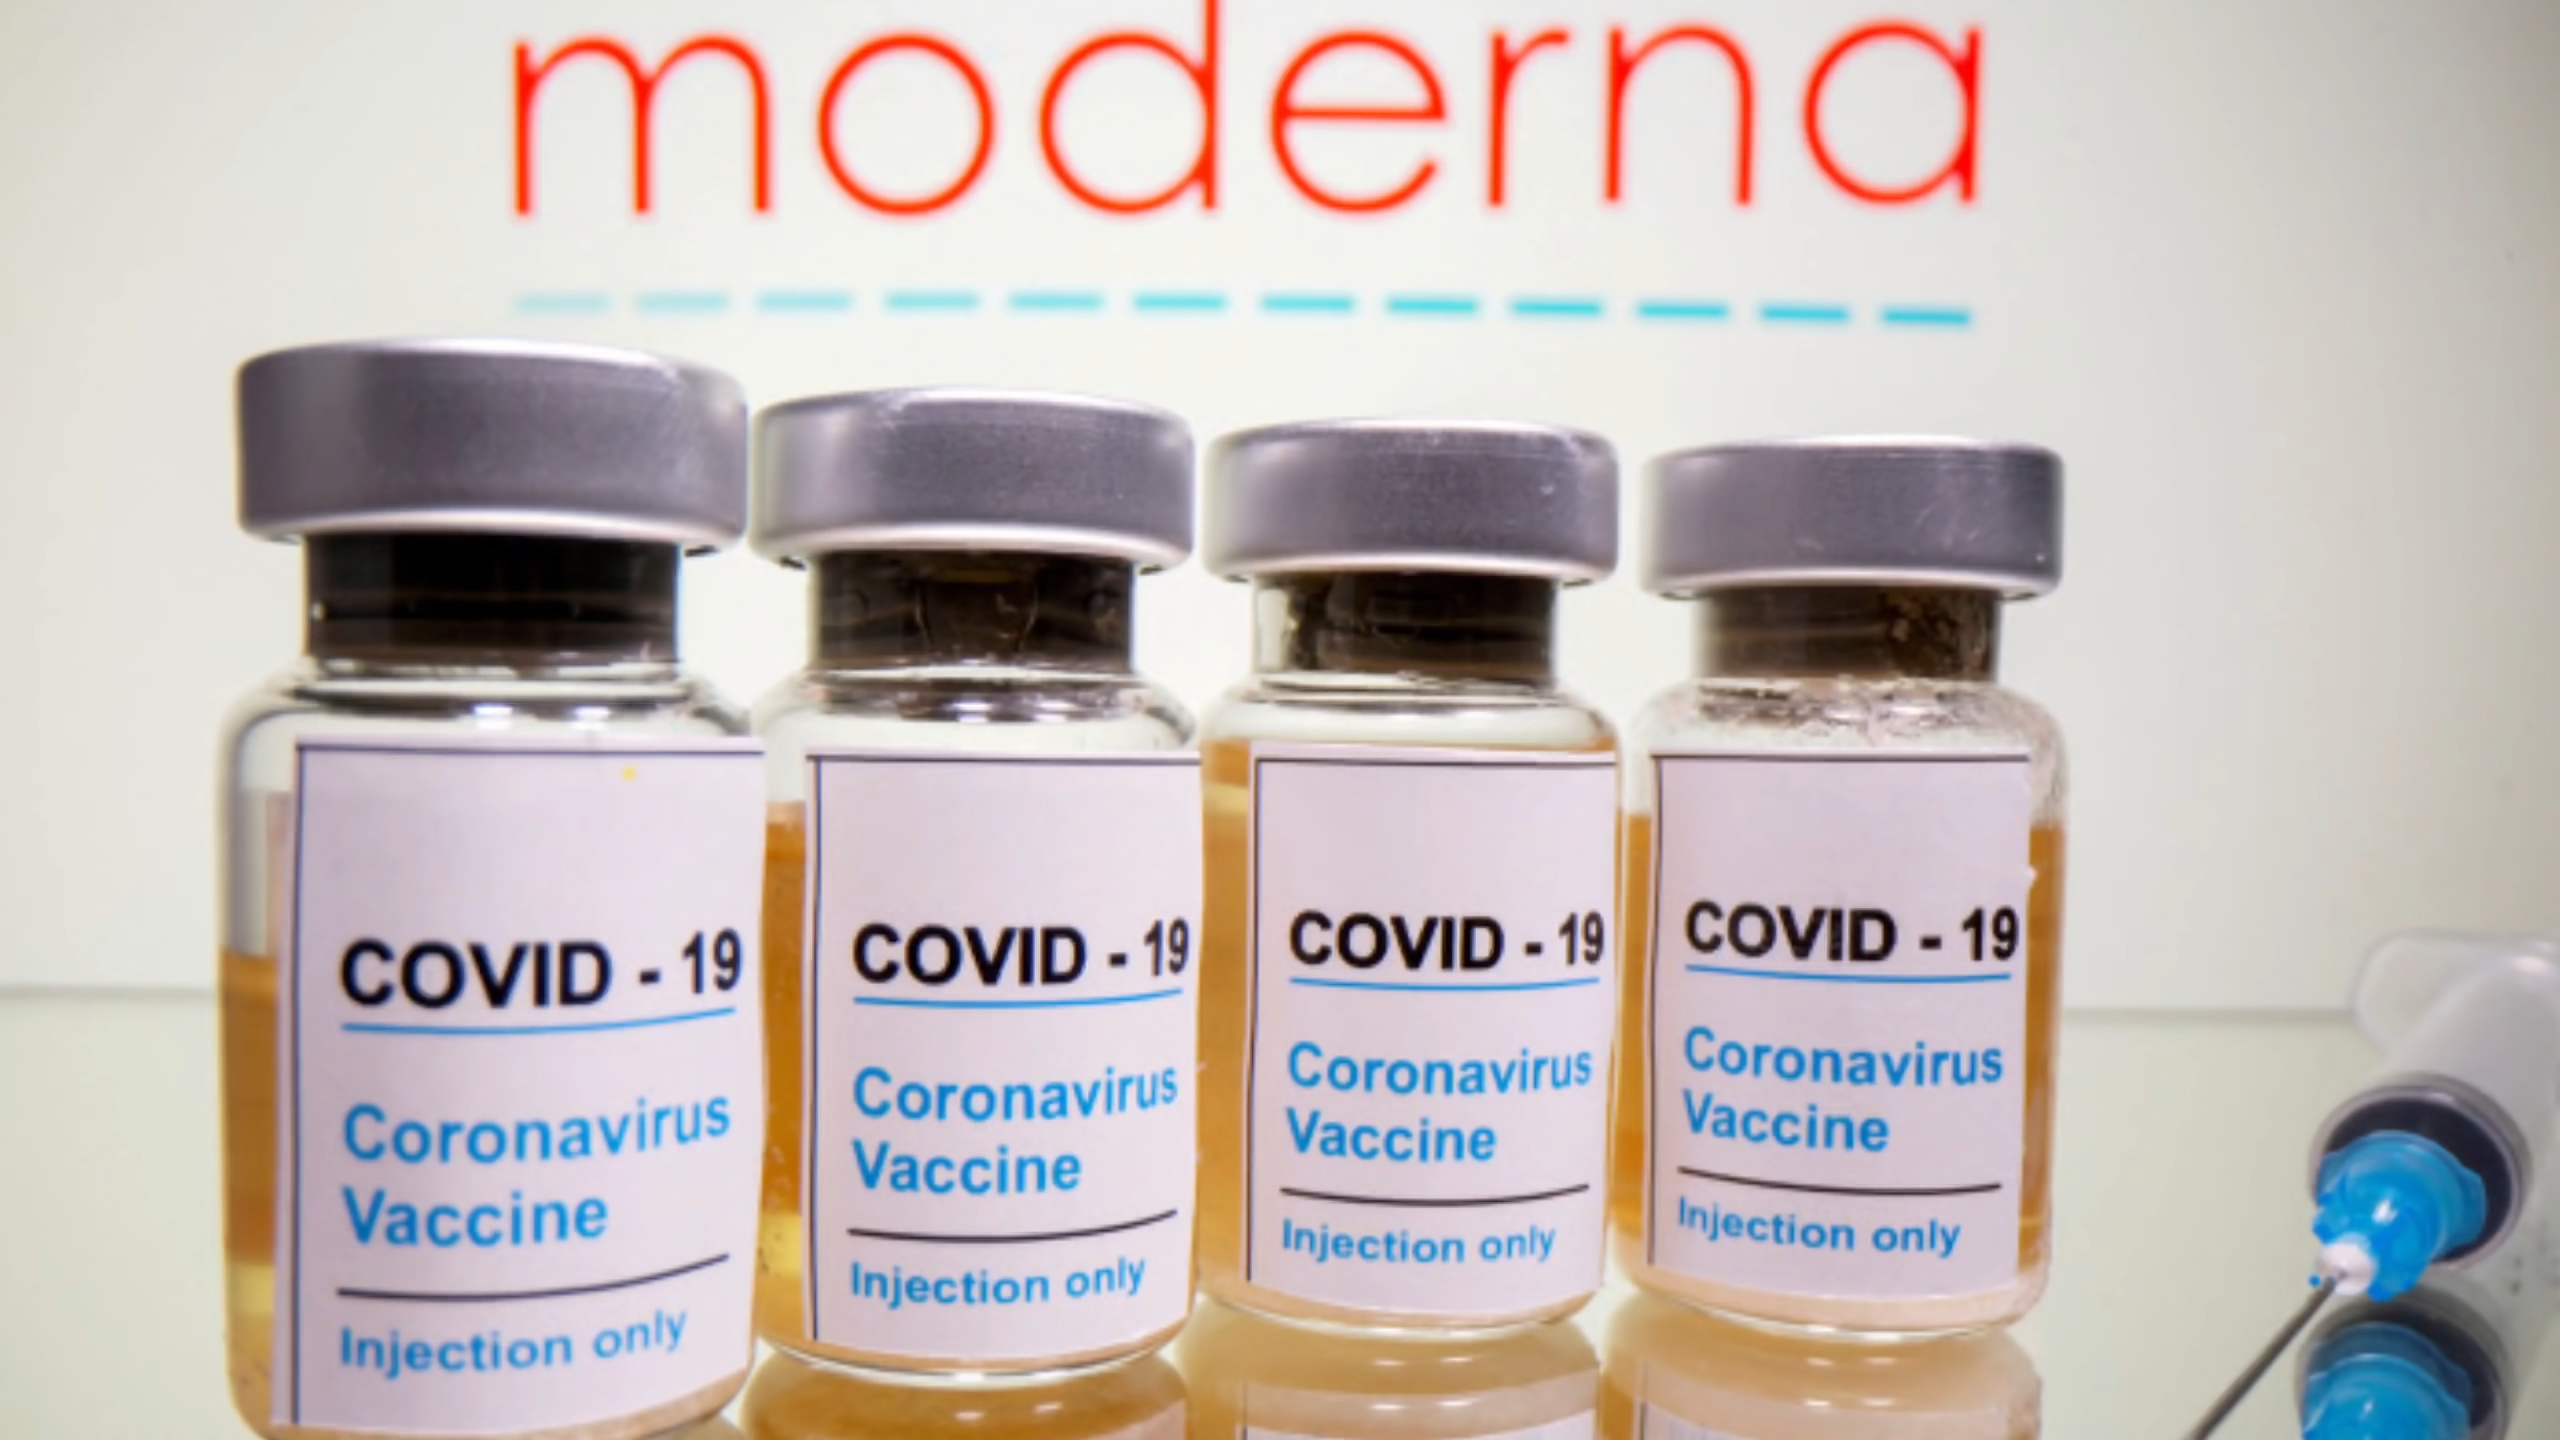 moderna
COVID - 19
Coronavirus
Vaccine
Injection only
COVID - 19
Coronavirus
Vaccine
Injection only
COVID - 19
Coronavirus
Vaccine
Injection only
COVID - 19
Coronavirus
Vaccine
Injection only